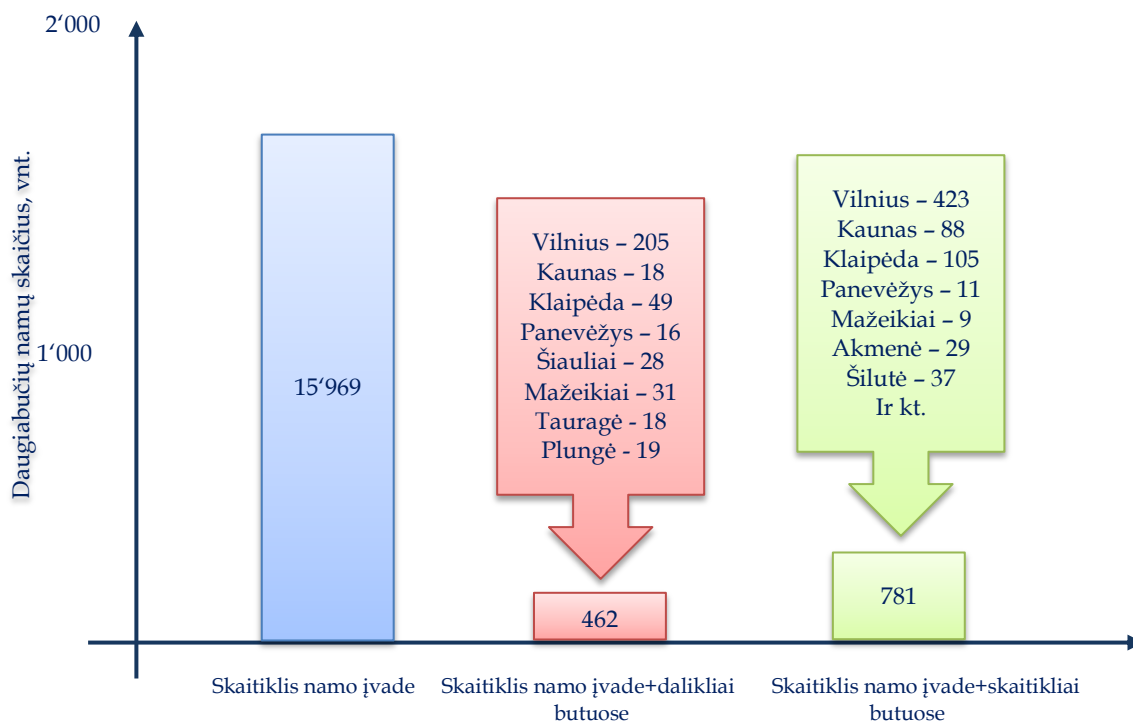 2‘000
1‘000
Daugiabučių namų skaičius, vnt.
15‘969
Vilnius – 205
Kaunas – 18
Klaipėda – 49
Panevėžys – 16
Šiauliai – 28
Mažeikiai – 31
Tauragė - 18
Plungė - 19
462
Vilnius – 423
Kaunas – 88
Klaipėda – 105
Panevėžys – 11
Mažeikiai – 9
Akmenė – 29
Šilutė – 37
Ir kt.
781
Skaitiklis namo įvade
Skaitiklis namo įvade+dalikliai
butuose
Skaitiklis namo įvade+skaitikliai
butuose